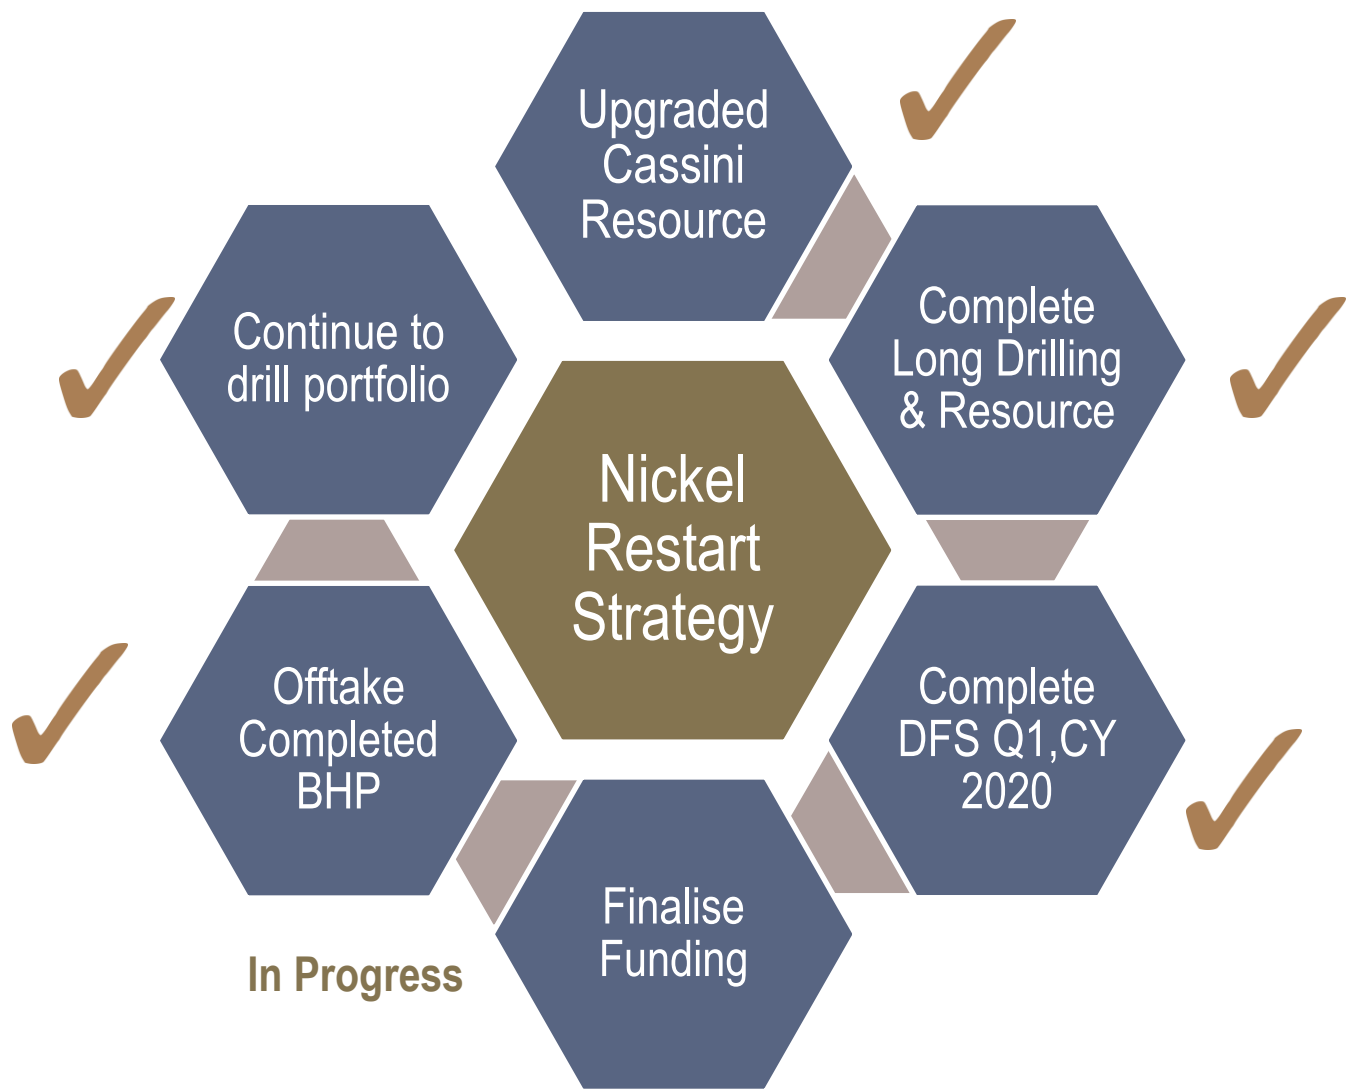 Upgraded
Cassini
Resource
Complete
Long Drilling
& Resource
Complete
DFS Q1,CY
2020
Finalise
Funding
In Progress
Offtake
Completed
BHP
Continue to
drill portfolio
Nickel
Restart
Strategy